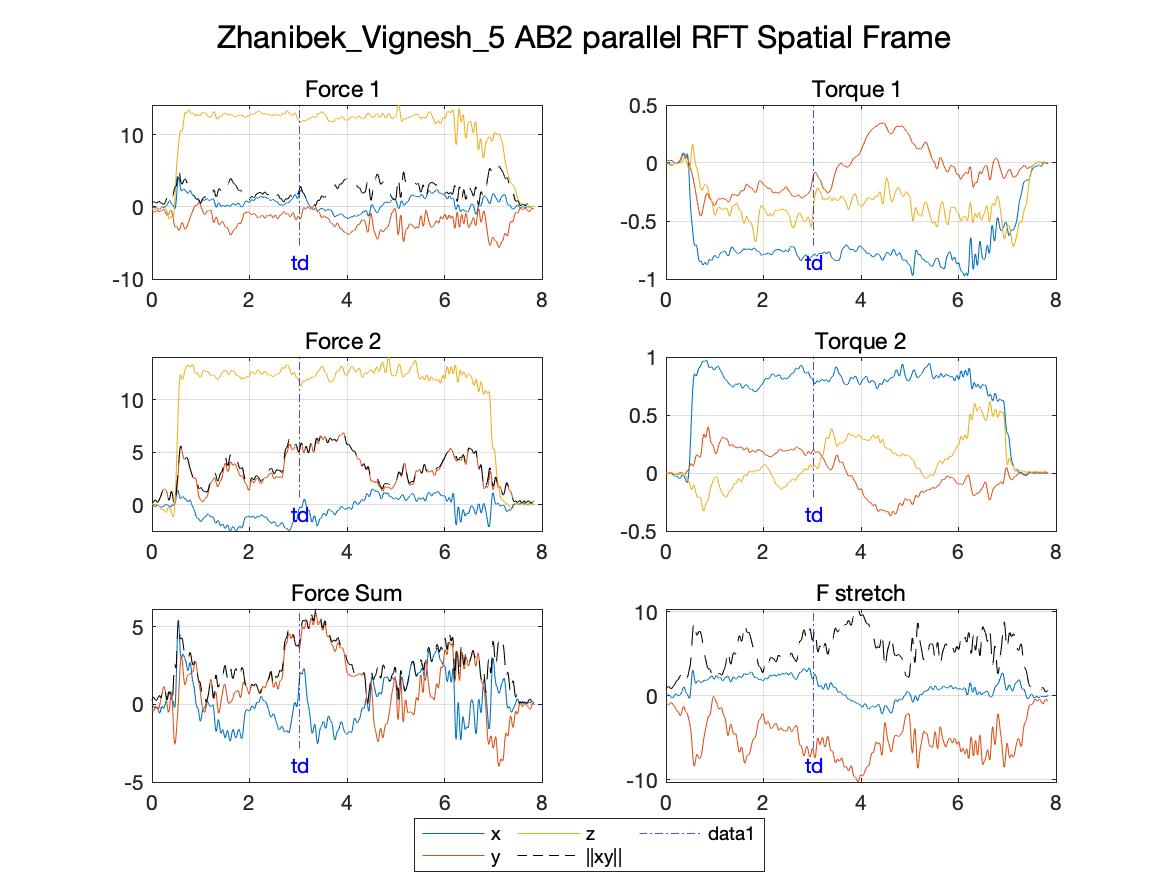 Zhanibek_Vignesh_5 AB2 parallel RFT Spatial Frame
Force 1
10
0
-10
td
0 2 4 6 8
Torque 1
0.5
0
-0.5
-1
td
0 2 4 6 8
Force 2
10
5
0
td
0 2 4 6 8
Torque 2
1
0.5
0
-0.5
td
0 2 4 6 8
Force Sum
5
0
-5
td
0 2 4 6 8
F stretch
10
0
-10
td
0 2 4 6 8
x z data1
y ||xy||